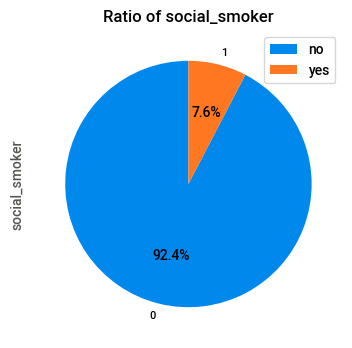 Ratio of social_smoker
1
no
yes
7.6%
social_smoker
92.4%
0